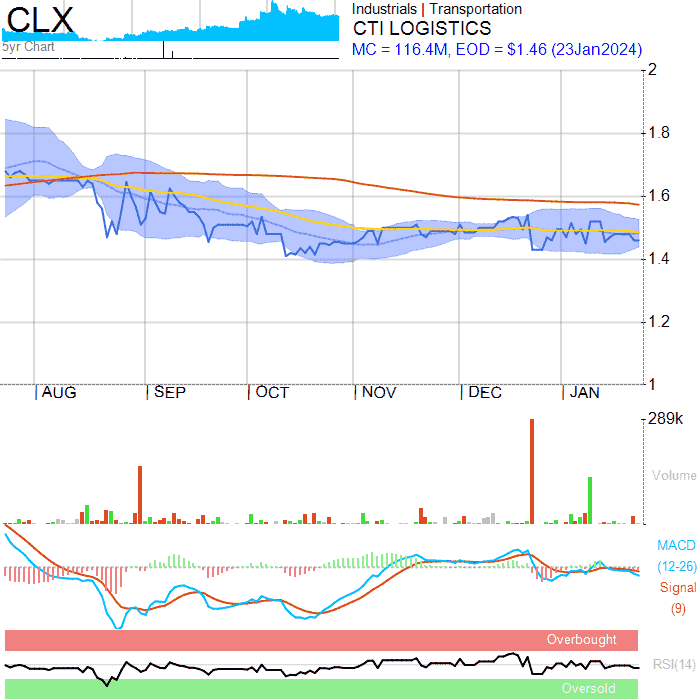 CLX
5yr Chart
Industrials | Transportation
CTI LOGISTICS
MC = 116.4M, EOD = $1.46 (23Jan2024)
2
1.8
1.6
1.4
1.2
1
AUG SEP OCT NOV DEC JAN
289k
Volume
MACD
(12-26)
Signal
(9)
Overbought
RSI(14)
Oversold